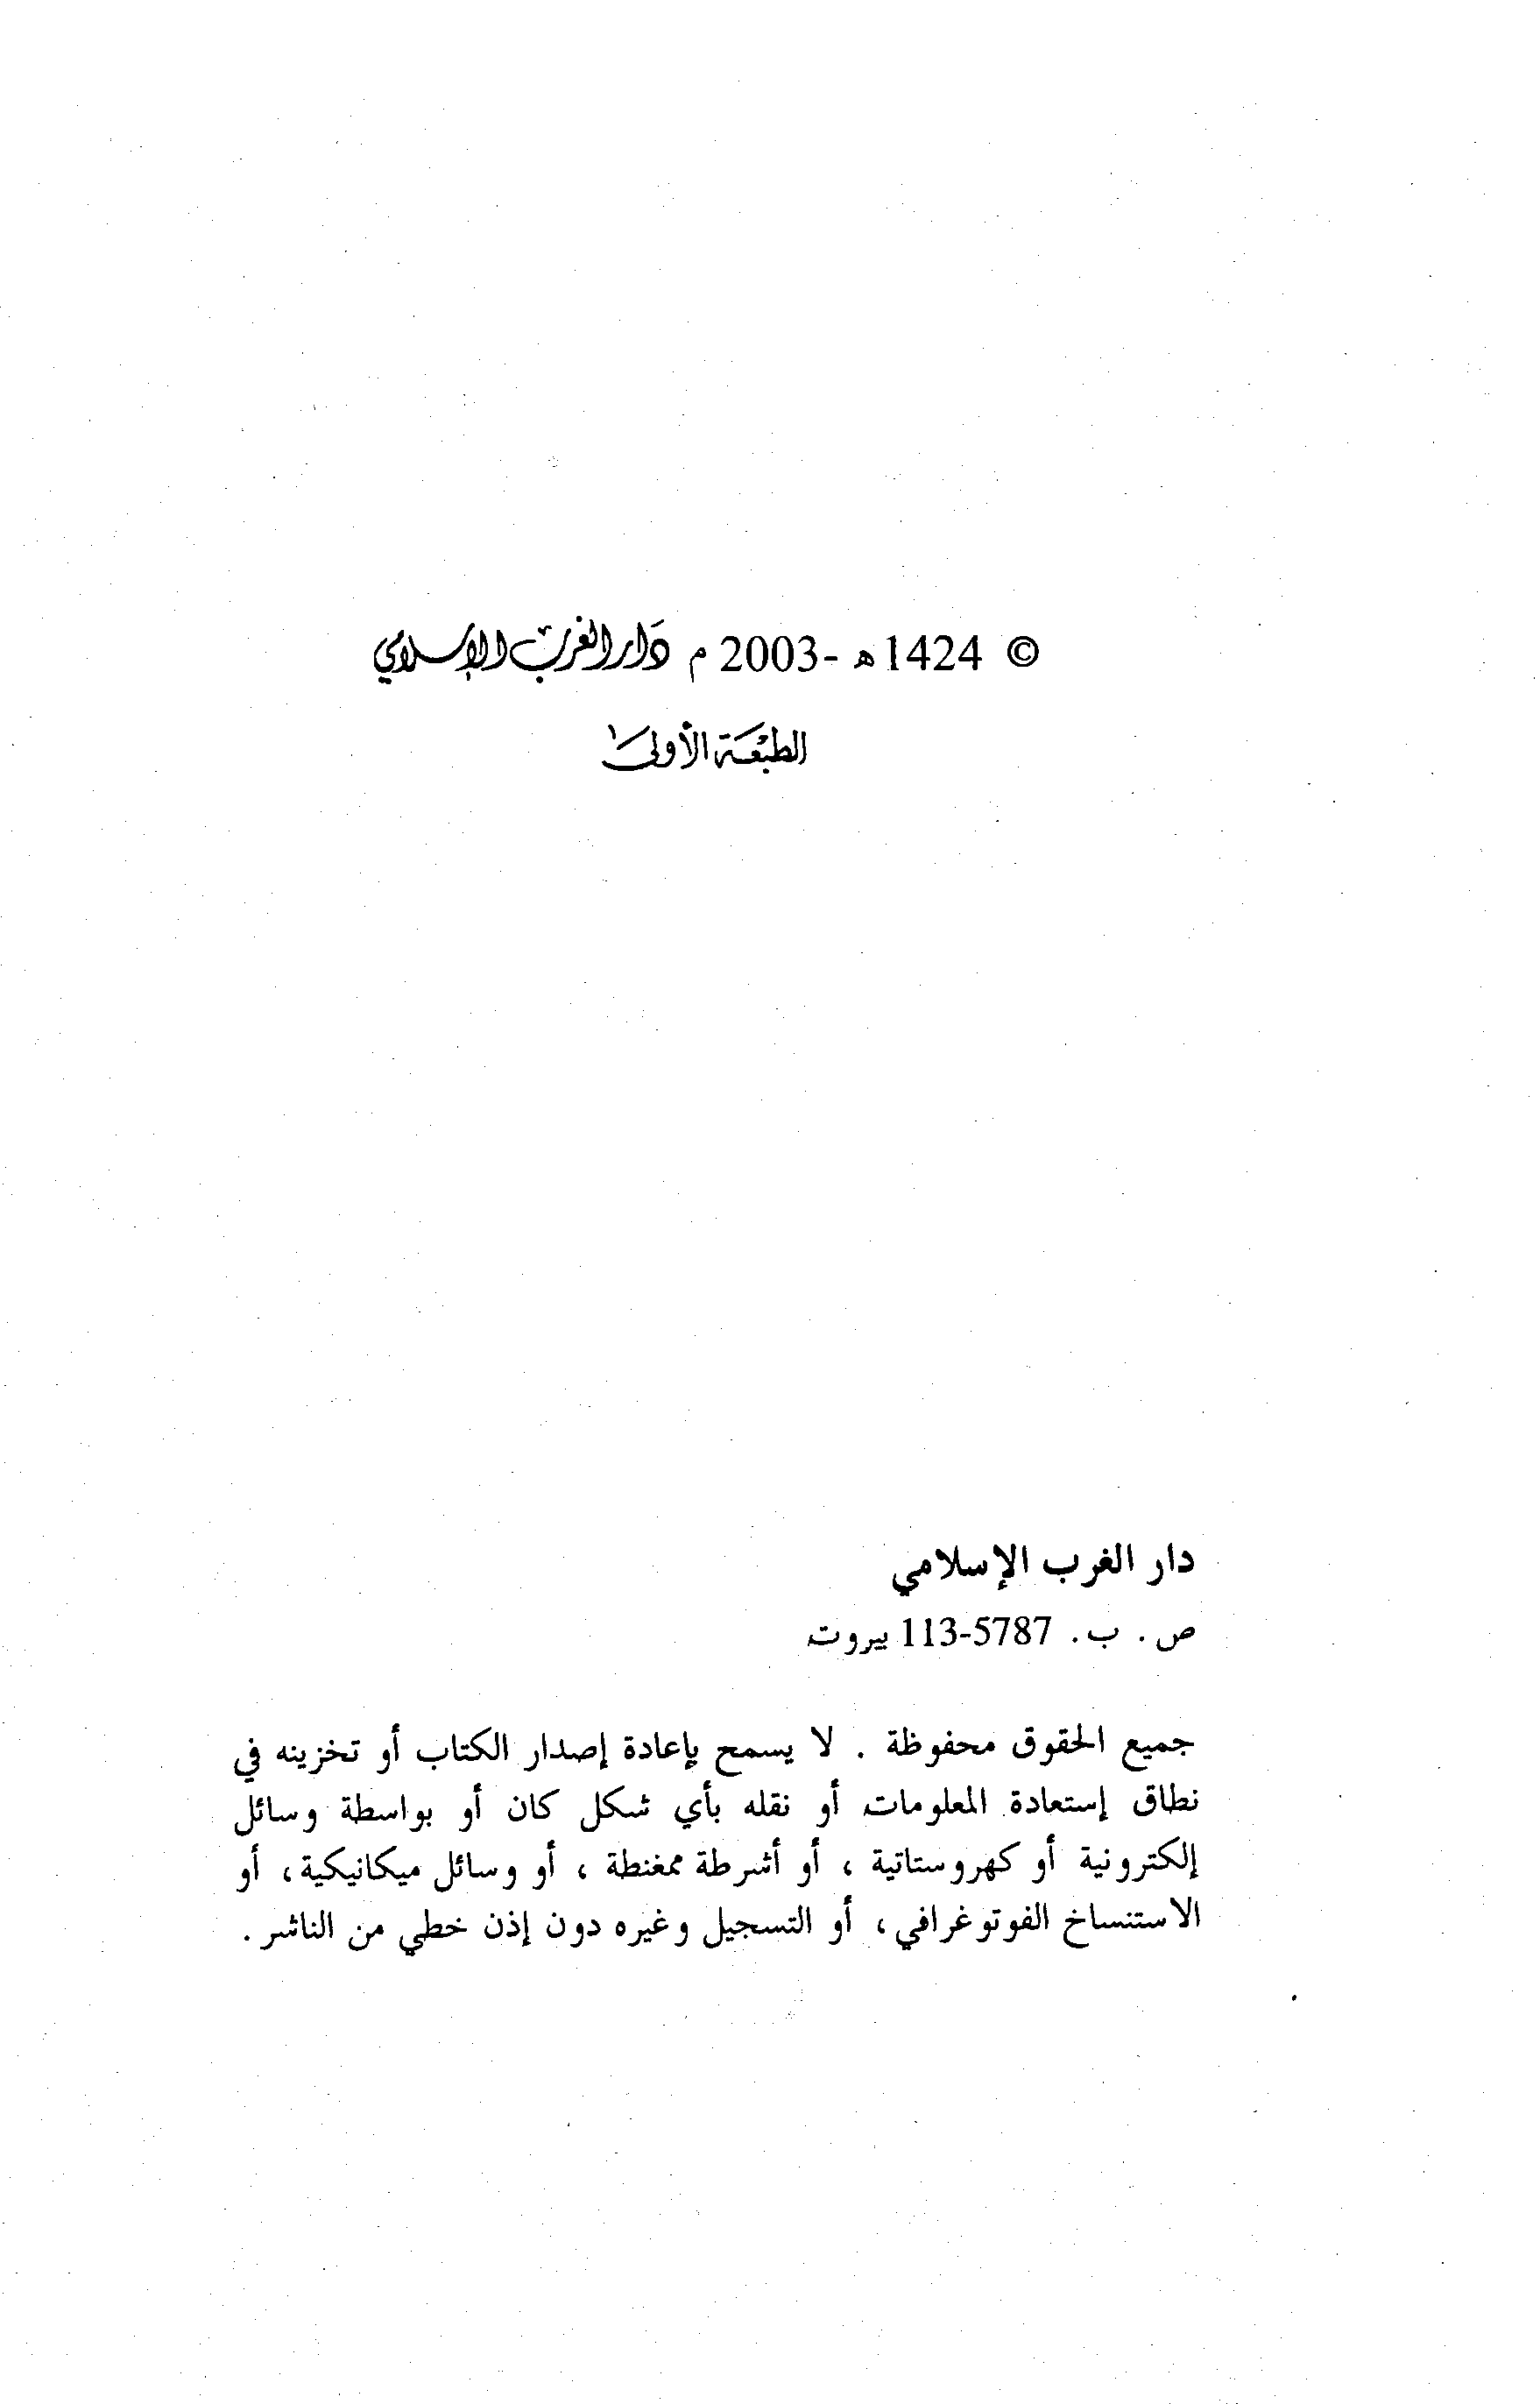 © 1424 هـ -2003 م دَار الغرب الإسلامي
الطبعَة الأولى
دار الغرب الإسلامي
ص . ب . 5787-113 بيروت
جميع الحقوق محفوظة . لا يسمح بإعادة إصدار الكتاب أو تخزينه في
نطاق إستعادة المعلومات أو نقله بأي شكل كان أو بواسطة وسائل
إلكترونية أو كهروستاتية ، أو أشرطة ممغنطة ، أو وسائل ميكانيكية ، أو
الاستنساخ الفوتوغرافي ، أو التسجيل وغيره دون إذن خطي من الناشر .